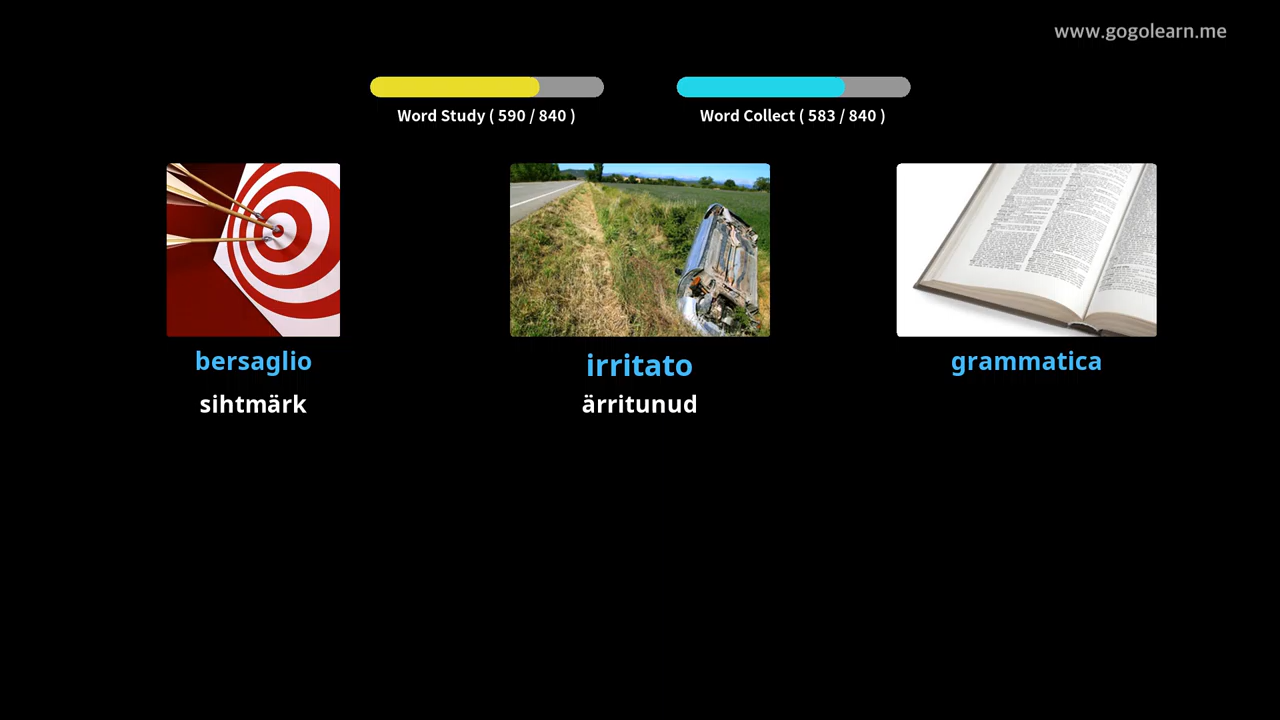 www.gogolearn.me
Word Study ( 590 / 840 )
Word Collect ( 583 / 840 )
bersaglio
irritato
grammatica
sihtmärk
ärritunud